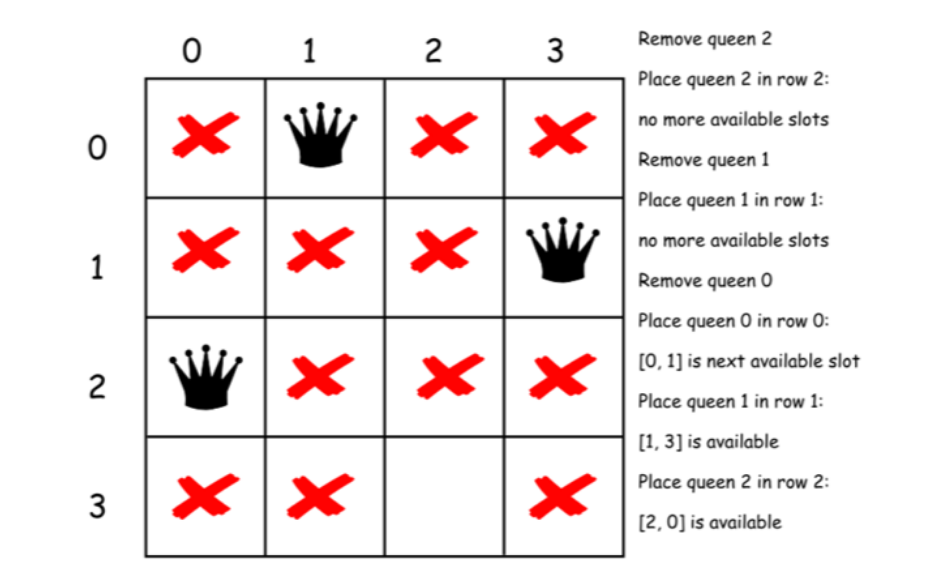 0 1 2 3
0
1
2
3
Remove queen 2
Place queen 2 in row 2:
no more available slots
Remove queen 1
Place queen 1 in row 1:
no more available slots
Remove queen 0
Place queen 0 in row 0:
[0, 1] is next available slot
Place queen 1 in row 1:
[1, 3] is available
Place queen 2 in row 2:
[2, 0] is available